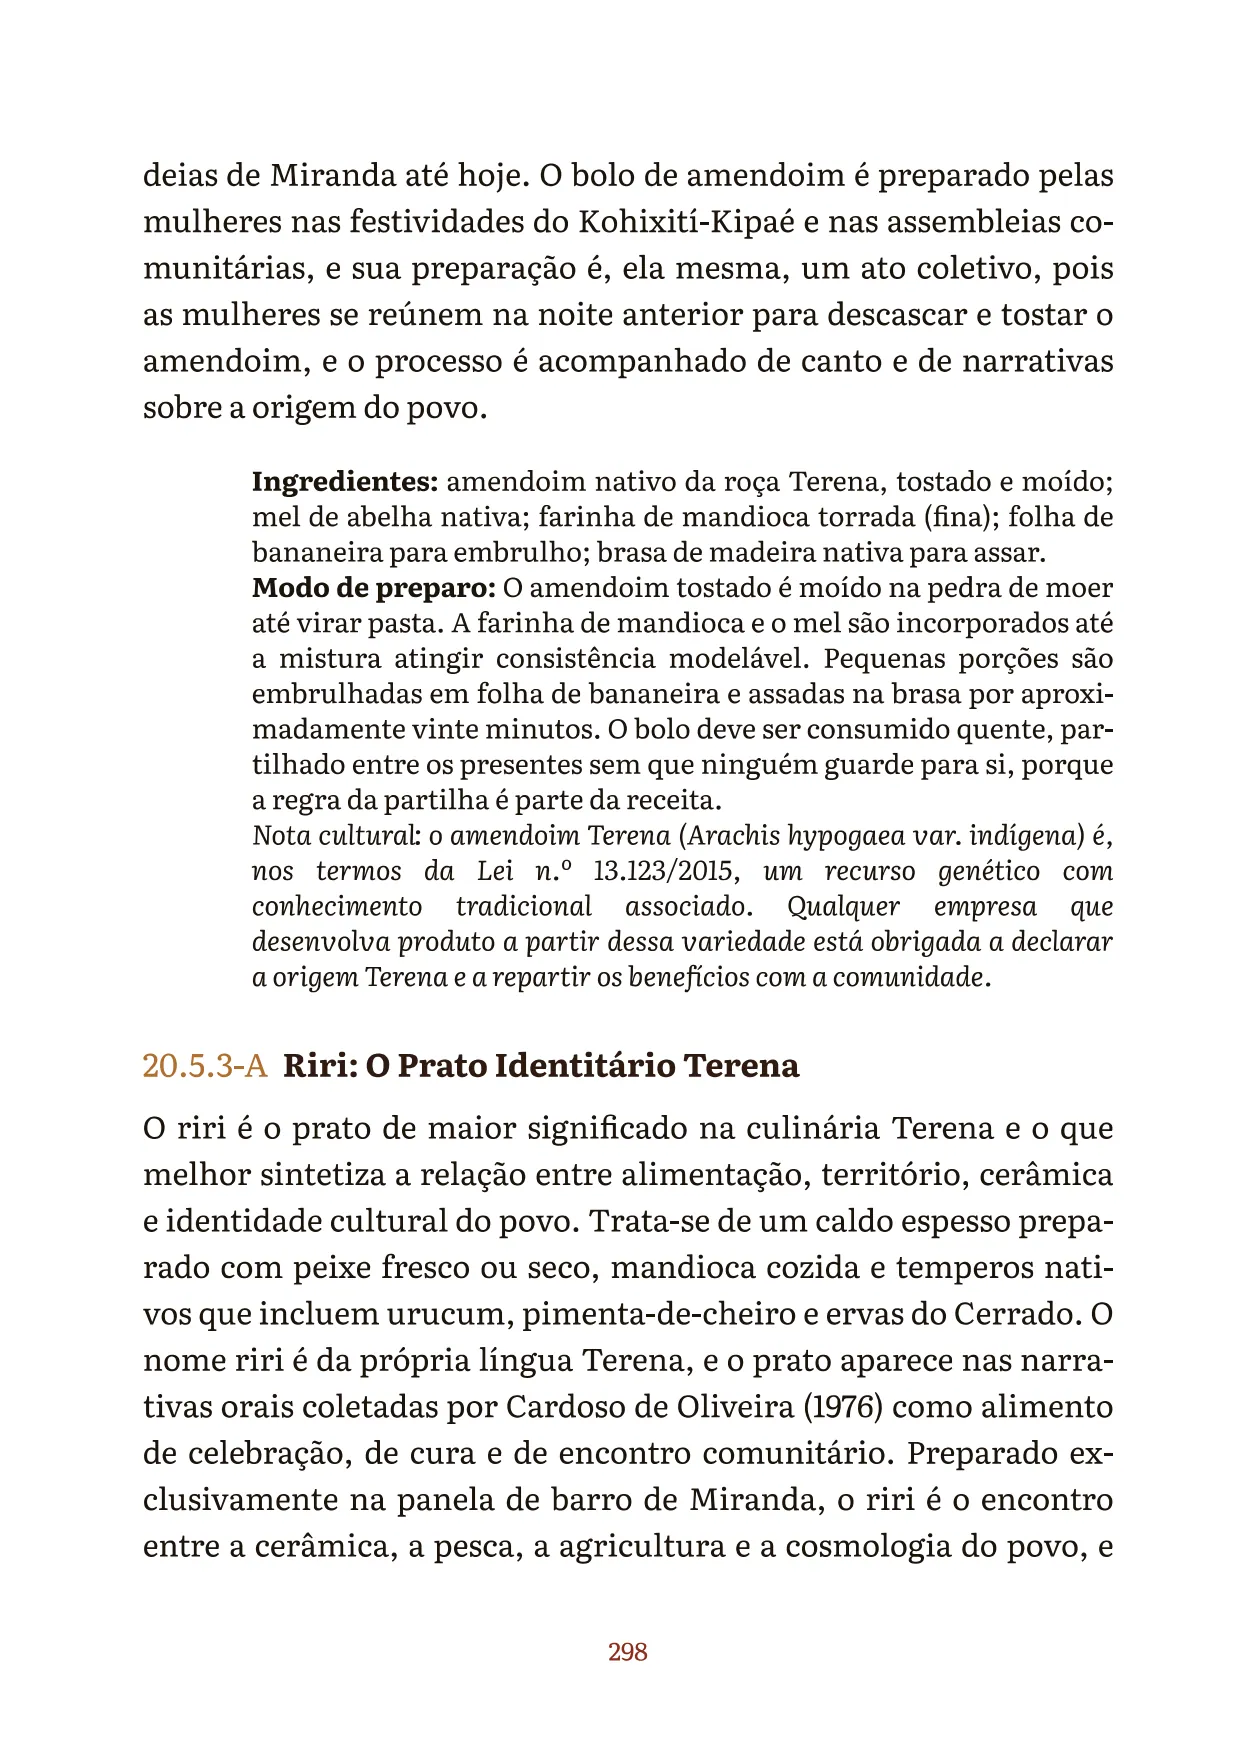 deias de Miranda até hoje. O bolo de amendoim é preparado pelas
mulheres nas festividades do Kohixití-Kipaé e nas assembleias co-
munitárias, e sua preparação é, ela mesma, um ato coletivo, pois
as mulheres se reúnem na noite anterior para descascar e tostar o
amendoim, e o processo é acompanhado de canto e de narrativas
sobre a origem do povo.
Ingredientes: amendoim nativo da roça Terena, tostado e moído;
mel de abelha nativa; farinha de mandioca torrada (fina); folha de
bananeira para embrulho; brasa de madeira nativa para assar.
Modo de preparo: O amendoim tostado é moído na pedra de moer
até virar pasta. A farinha de mandioca e o mel são incorporados até
a mistura atingir consistência modelável. Pequenas porções são
embrulhadas em folha de bananeira e assadas na brasa por aproxi-
madamente vinte minutos. O bolo deve ser consumido quente, par-
tilhado entre os presentes sem que ninguém guarde para si, porque
a regra da partilha é parte da receita.
Nota cultural: o amendoim Terena (Arachis hypogaea var. indígena) é,
nos termos da Lei n.º 13.123/2015, um recurso genético com
conhecimento tradicional associado. Qualquer empresa que
desenvolva produto a partir dessa variedade está obrigada a declarar
a origem Terena e a repartir os benefícios com a comunidade.
20.5.3-A Riri: O Prato Identitário Terena
O riri é o prato de maior significado na culinária Terena e o que
melhor sintetiza a relação entre alimentação, território, cerâmica
e identidade cultural do povo. Trata-se de um caldo espesso prepa-
rado com peixe fresco ou seco, mandioca cozida e temperos nati-
vos que incluem urucum, pimenta-de-cheiro e ervas do Cerrado. O
nome riri é da própria língua Terena, e o prato aparece nas narra-
tivas orais coletadas por Cardoso de Oliveira (1976) como alimento
de celebração, de cura e de encontro comunitário. Preparado ex-
clusivamente na panela de barro de Miranda, o riri é o encontro
entre a cerâmica, a pesca, a agricultura e a cosmologia do povo, e
298